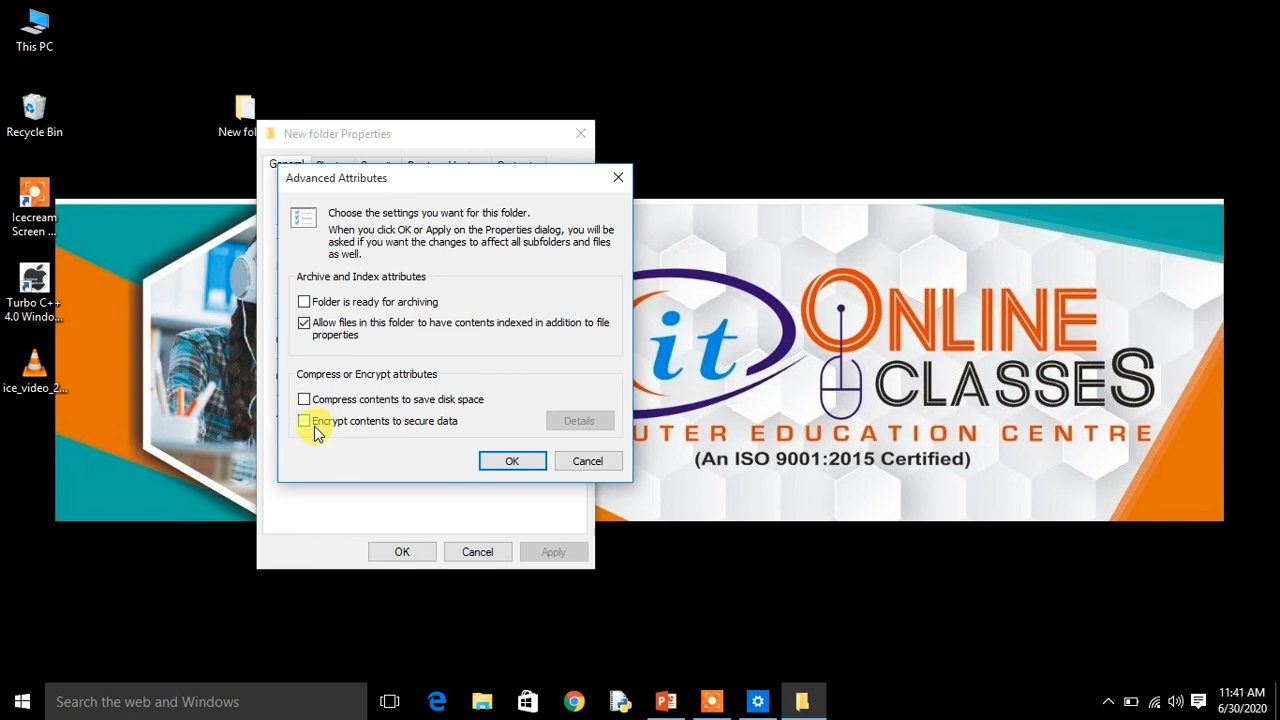 This PC
Recycle Bin
New fol
Icecream
Screen ...
Turbo C++
4.0 Windo...
ice_video_2...
New folder Properties
Advanced Attributes
Choose the settings you want for this folder.
When you click OK or Apply on the Properties dialog, you will be
asked if you want the changes to affect all subfolders and files
as well.
Archive and Index attributes
Folder is ready for archiving
Allow files in this folder to have contents indexed in addition to file
properties
Compress or Encrypt attributes
Compress contents to save disk space
Encrypt contents to secure data
Details
OK
Cancel
OK
Cancel
Apply
it
ONLINE
CLASSES
UTER EDUCATION CENTRE
(An ISO 9001:2015 Certified)
Search the web and Windows
11:41 AM
6/30/2020